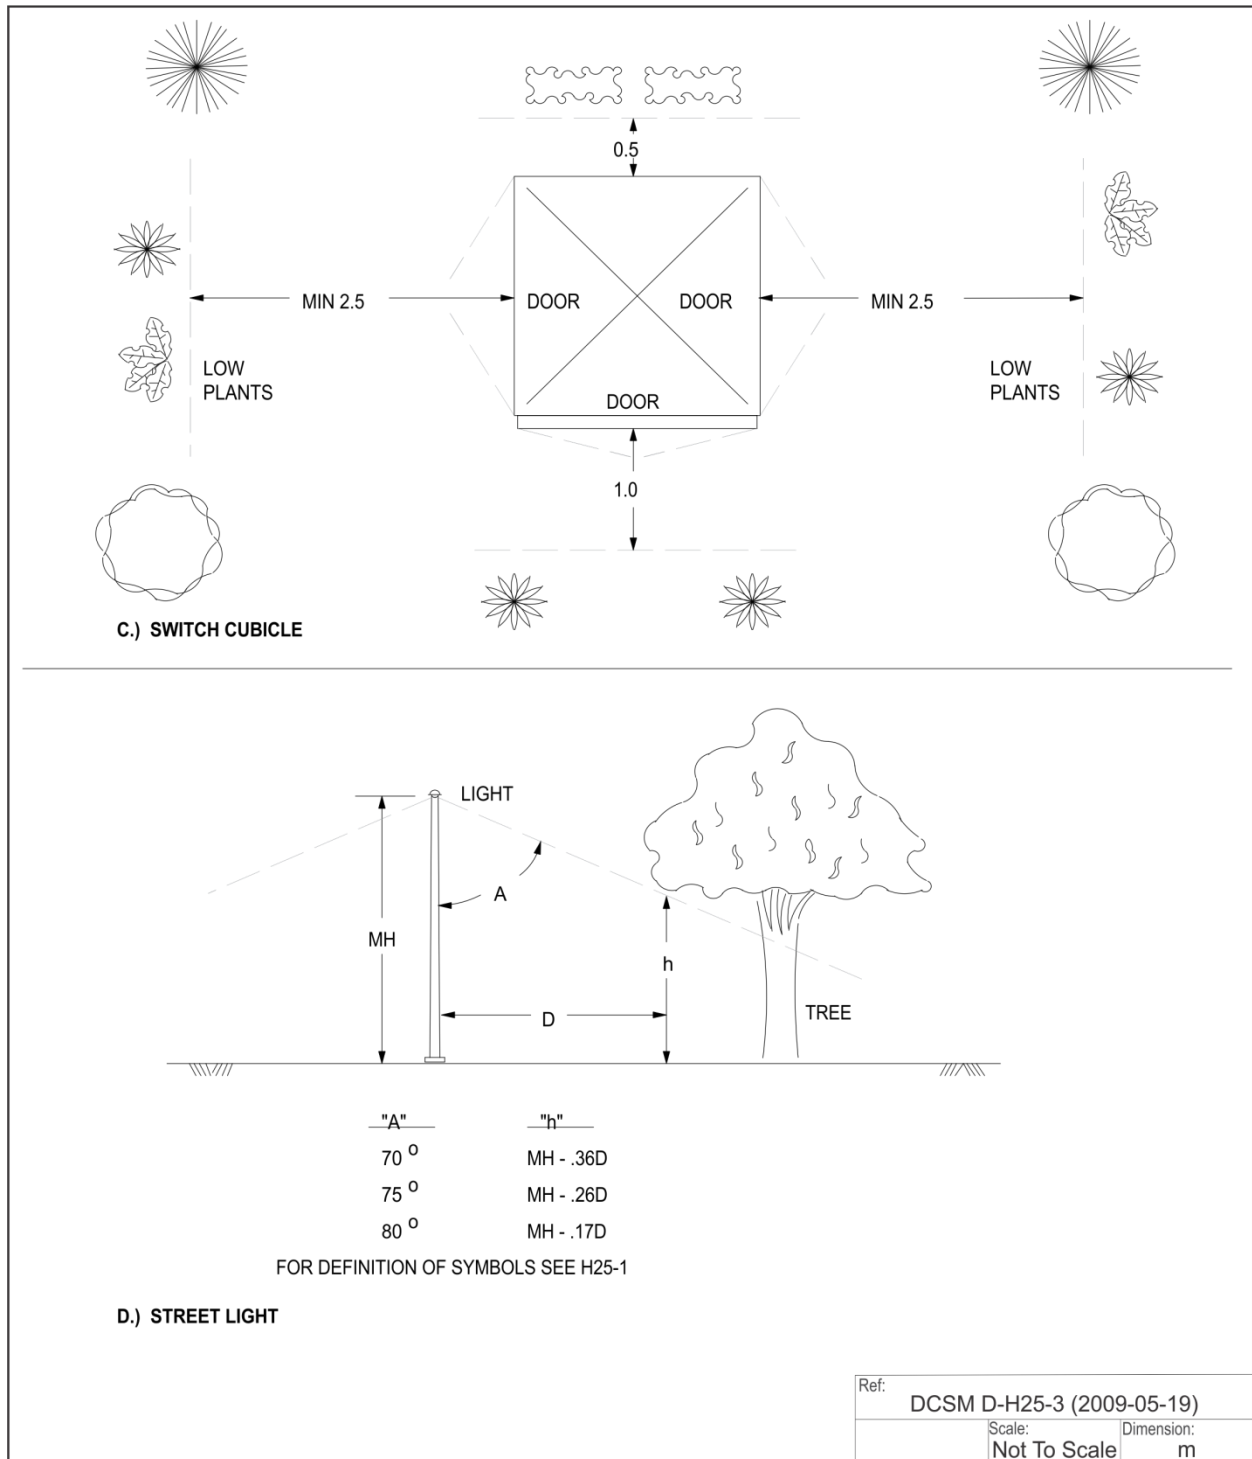 0.5
MIN 2.5
DOOR
DOOR
MIN 2.5
LOW
PLANTS
LOW
PLANTS
DOOR
1.0
C.) SWITCH CUBICLE
LIGHT
A
MH
h
D
TREE
"A" "h"
70 º MH - .36D
75 º MH - .26D
80 º MH - .17D
FOR DEFINITION OF SYMBOLS SEE H25-1
D.) STREET LIGHT
Ref:
DCSM D-H25-3 (2009-05-19)
Scale: Dimension:
Not To Scale m